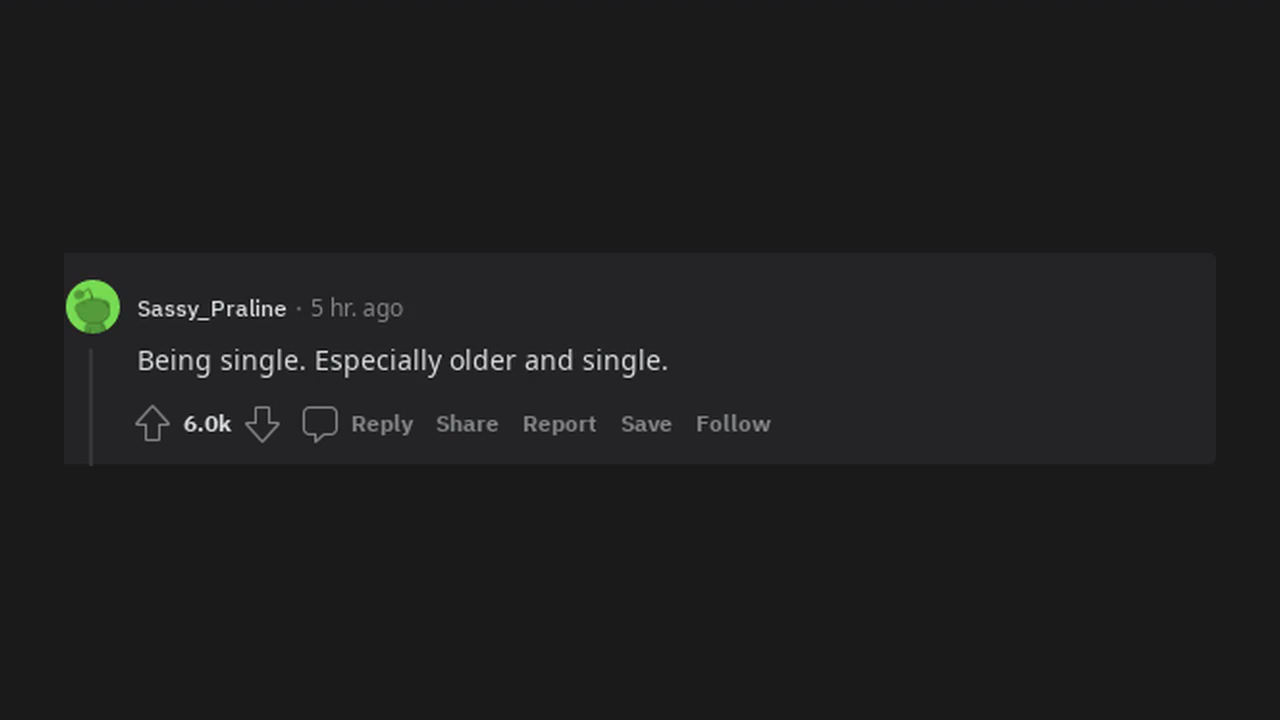 Sassy_Praline · 5 hr. ago
Being single. Especially older and single.
6.0k Reply Share Report Save Follow